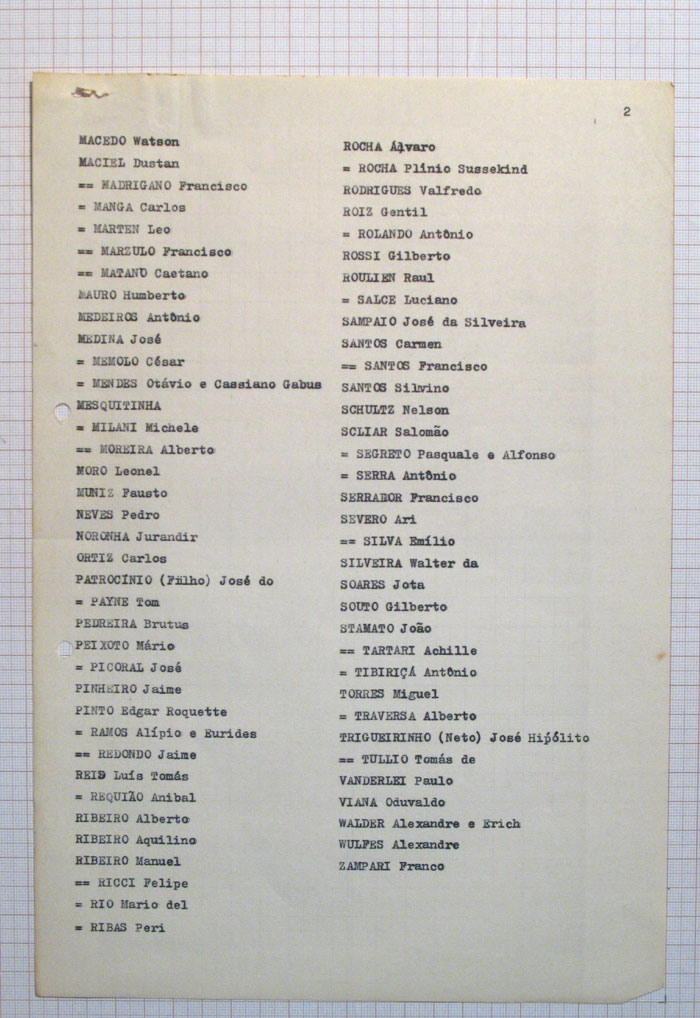 2
MACEDO Watson
MACIEL Dustan
== MADRIGANO Francisco
= MANGA Carlos
= MARTEN Leo
== MARZULO Francisco
== MATANO Caetano
MAURO Humberto
MEDEIROS Antônio
MEDINA José
= MEMOLO César
= MENDES Otávio e Cassiano Gabus
MESQUITINHA
= MILANI Michele
== MOREIRA Alberto
MORO Leonel
MUNIZ Fausto
NEVES Pedro
NORONHA Jurandir
ORTIZ Carlos
PATROCÍNIO (Filho) José do
= PAYNE Tom
PEDREIRA Brutus
PEIXOTO Mário
= PICORAL José
PINHEIRO Jaime
PINTO Edgar Roquette
= RAMOS Alípio e Eurides
== REDONDO Jaime
REIS Luís Tomás
= REQUIÃO Anibal
RIBEIRO Alberto
RIBEIRO Aquilino
RIBEIRO Manuel
== RICCI Felipe
= RIO Mario del
= RIBAS Peri
ROCHA Álvaro
= ROCHA Plínio Sussekind
RODRIGUES Valfredo
ROIZ Gentil
= ROLANDO Antônio
ROSSI Gilberto
ROULIEN Raul
= SALCE Luciano
SAMPAIO José da Silveira
SANTOS Carmen
== SANTOS Francisco
SANTOS Silvino
SCHULTZ Nelson
SCLIAR Salomão
= SEGRETO Pasquale e Alfonso
= SERRA Antônio
SERRADOR Francisco
SEVERO Ari
== SILVA Emílio
SILVEIRA Walter da
SOARES Jota
SOUTO Gilberto
STAMATO João
== TARTARI Achille
= TIBIRIÇÁ Antônio
TORRES Miguel
= TRAVERSA Alberto
TRIGUEIRINHO (Neto) José Hipólito
== TULLIO Tomás de
VANDERLEI Paulo
VIANA Oduvaldo
WALDER Alexandre e Erich
WULFES Alexandre
ZAMPARI Franco